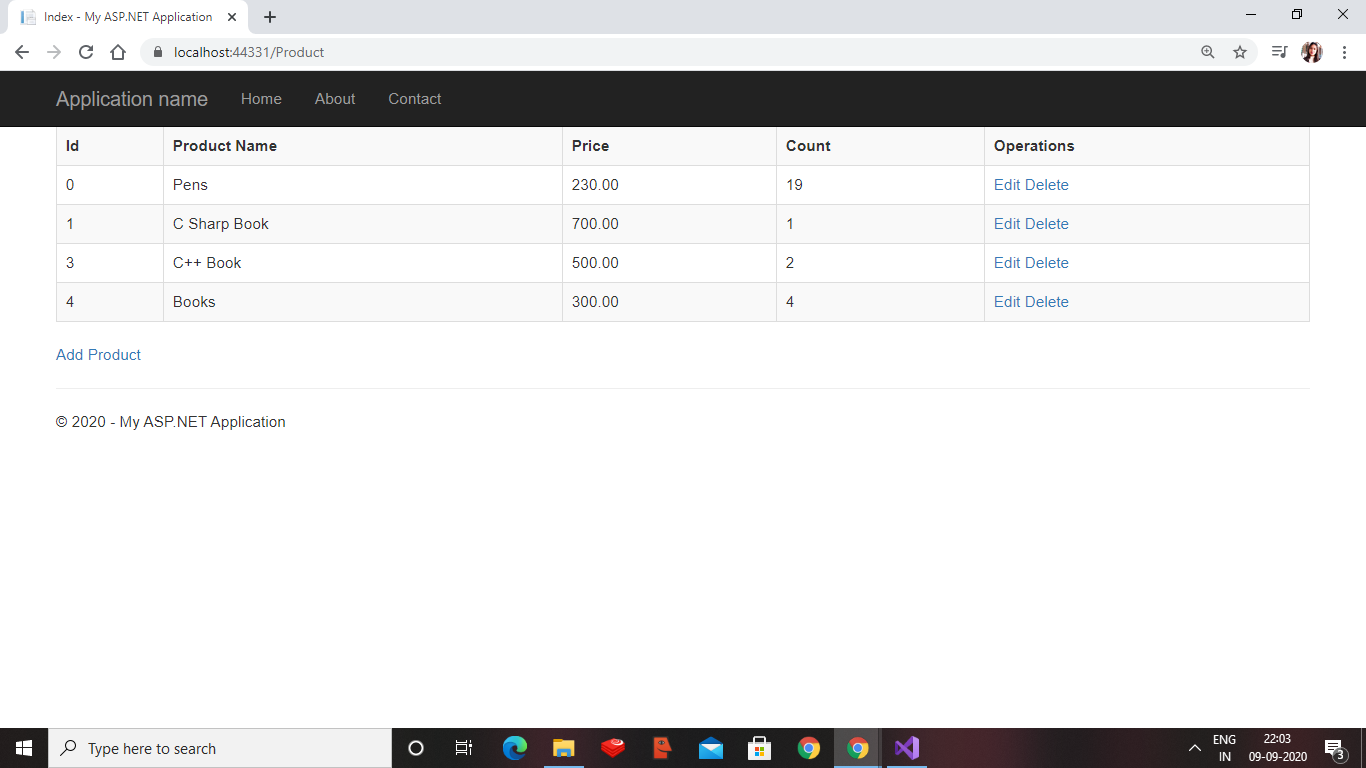 Index - My ASP.NET Application
localhost:44331/Product
Application name Home About Contact
Id Product Name Price Count Operations
0 Pens 230.00 19 Edit Delete
1 C Sharp Book 700.00 1 Edit Delete
3 C++ Book 500.00 2 Edit Delete
4 Books 300.00 4 Edit Delete
Add Product
© 2020 - My ASP.NET Application
Type here to search
ENG 22:03
IN 09-09-2020 3